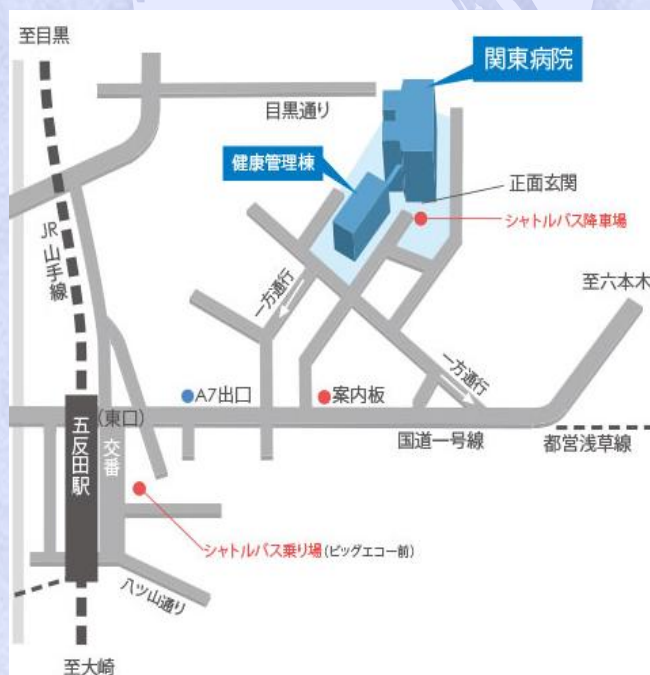 至目黒
関東病院
目黒通り
健康管理棟
正面玄関
シャトルバス降車場
JR山手線
至六本木
一方通行
一方通行
A7出口
案内板
(東口)
国道一号線
都営浅草線
五反田駅
交番
シャトルバス乗り場(ビッグエコー前)
八ツ山通り
至大崎